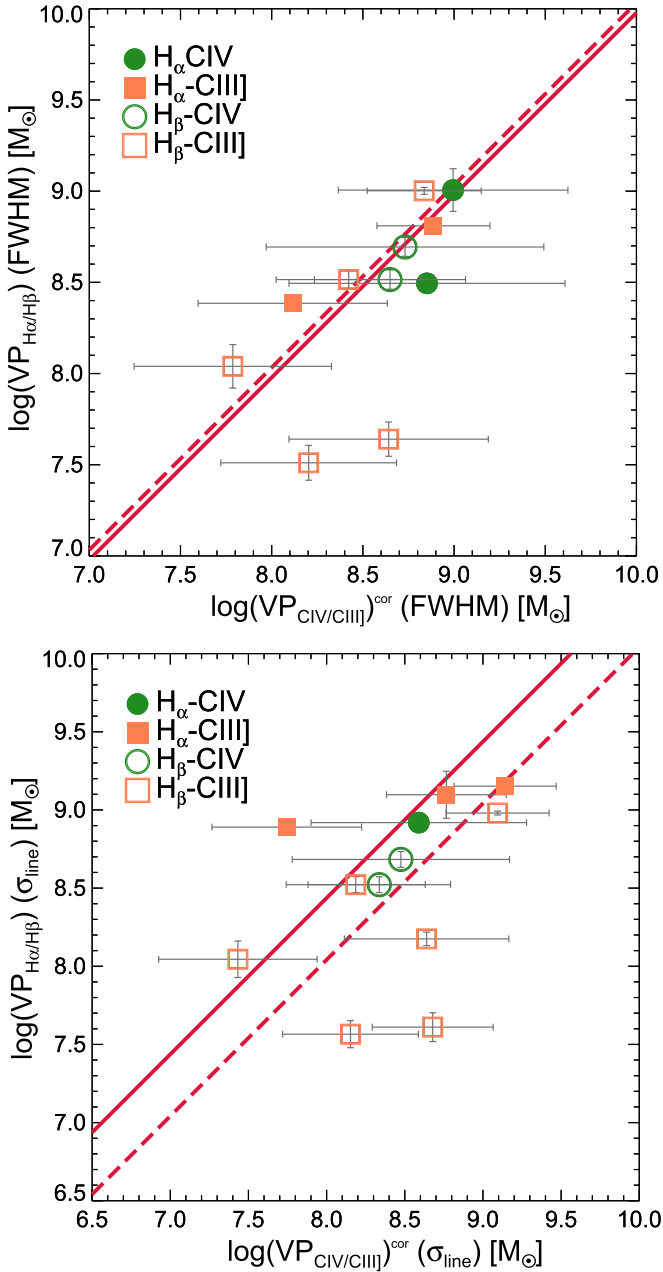 10.0
9.5
9.0
8.5
8.0
7.5
7.0
log(VP_Hα/Hβ) (FWHM) [M⊙]
HαCIV
Hα-CIII]
Hβ-CIV
Hβ-CIII]
7.0 7.5 8.0 8.5 9.0 9.5 10.0
log(VP_CIV/CIII])^cor (FWHM) [M⊙]
10.0
9.5
9.0
8.5
8.0
7.5
7.0
6.5
log(VP_Hα/Hβ) (σ_line) [M⊙]
Hα-CIV
Hα-CIII]
Hβ-CIV
Hβ-CIII]
6.5 7.0 7.5 8.0 8.5 9.0 9.5 10.0
log(VP_CIV/CIII])^cor (σ_line) [M⊙]